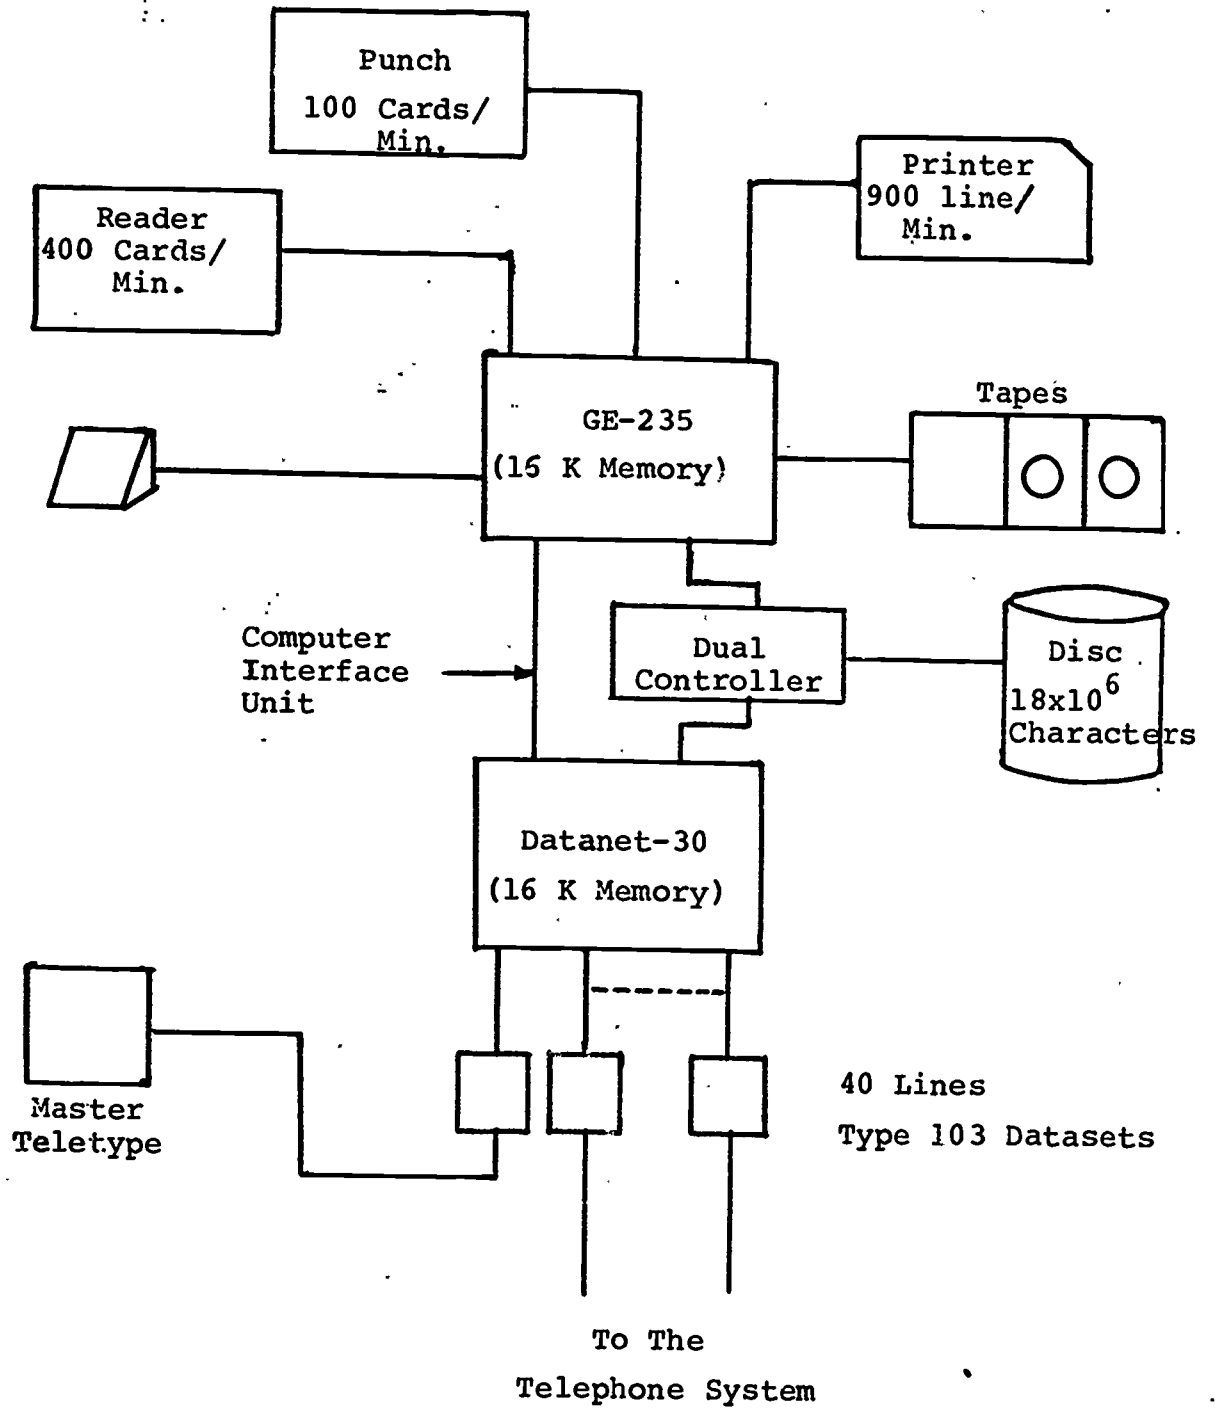 Punch
100 Cards/
Min.
Printer
900 line/
Min.
Reader
400 Cards/
Min.
Tapes
GE-235
(16 K Memory)
Computer
Interface
Unit
Dual
Controller
Disc
18x10^6
Characters
Datanet-30
(16 K Memory)
Master
Teletype
40 Lines
Type 103 Datasets
To The
Telephone System